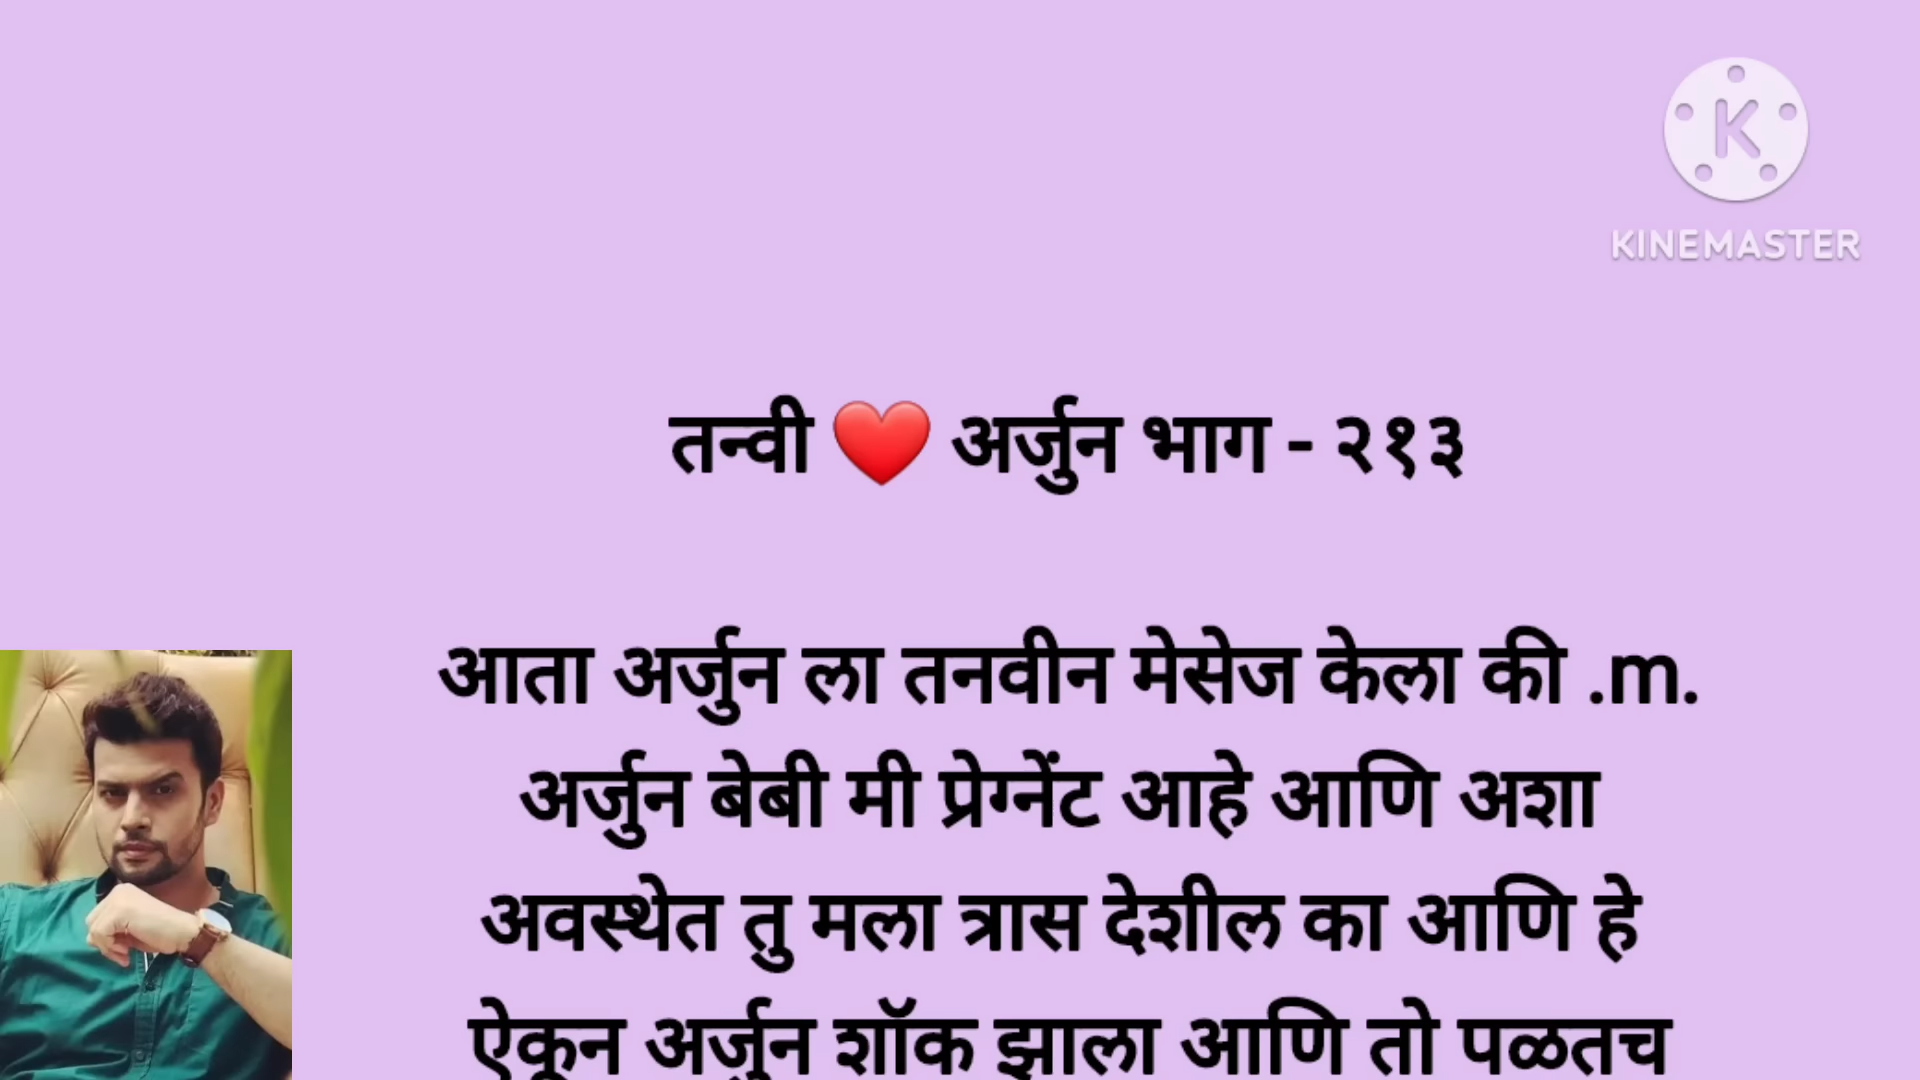 KINEMASTER
तन्वी ❤️ अर्जुन भाग - २१३
आता अर्जुन ला तनवीन मेसेज केला की .m.
अर्जुन बेबी मी प्रेग्नेंट आहे आणि अशा
अवस्थेत तु मला त्रास देशील का आणि हे
ऐकून अर्जुन शॉक झाला आणि तो पळतच